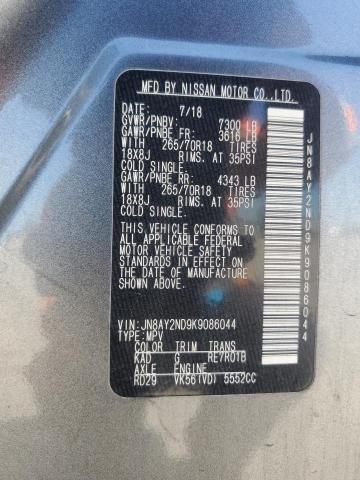 MFD BY NISSAN MOTOR CO.,LTD.
DATE: 7/18
GVWR/PNBV: 7300 LB
GAWR/PNBE FR: 3616 LB
WITH 265/70R18 TIRES
18X8J RIMS. AT 35PSI
COLD SINGLE.
GAWR/PNBE RR: 4343 LB
WITH 265/70R18 TIRES
18X8J RIMS. AT 35PSI
COLD SINGLE.
THIS VEHICLE CONFORMS TO ALL
APPLICABLE FEDERAL
MOTOR VEHICLE SAFETY
STANDARDS IN EFFECT
ON THE DATE OF
MANUFACTURE
SHOWN ABOVE.
VIN: JN8AY2ND9K9086044
TYPE: MPV
COLOR TRIM TRANS
KAD G RE7R01B
AXLE ENGINE
RD29 VK56(VD) 5552CC
JN8AY2ND9K9086044